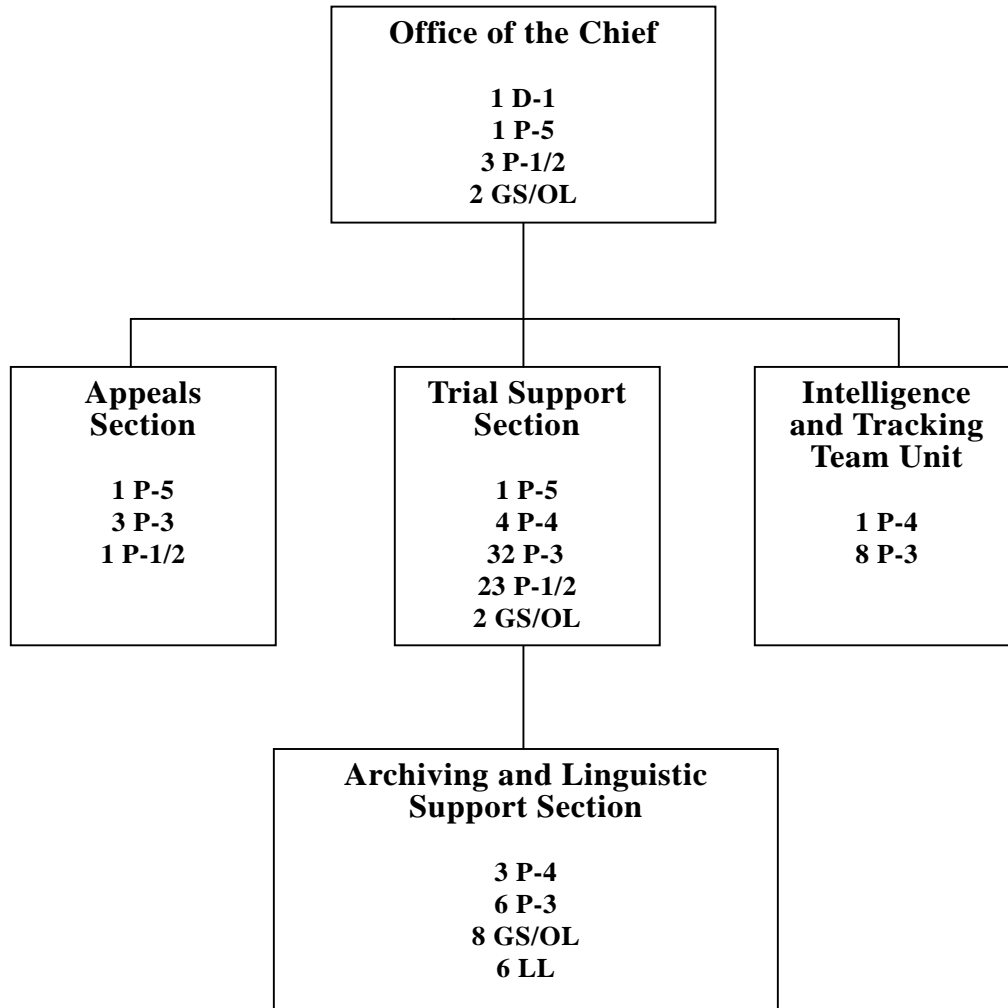 Office of the Chief
1 D-1
1 P-5
3 P-1/2
2 GS/OL
Appeals
Section
1 P-5
3 P-3
1 P-1/2
Trial Support
Section
1 P-5
4 P-4
32 P-3
23 P-1/2
2 GS/OL
Intelligence
and Tracking
Team Unit
1 P-4
8 P-3
Archiving and Linguistic
Support Section
3 P-4
6 P-3
8 GS/OL
6 LL